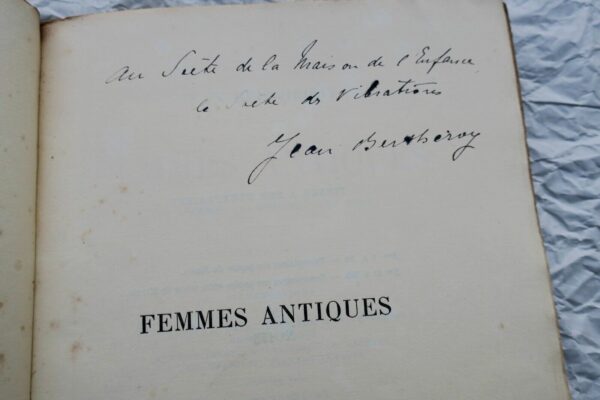 Au Poète de la Maison de l'Enfance,
le Poète des Vibrations
Jean Bertheroy
FEMMES ANTIQUES